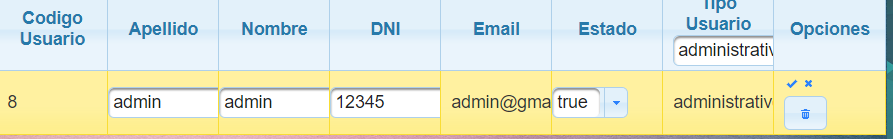 Codigo Usuario
Apellido
Nombre
DNI
Email
Estado
Tipo Usuario
administrativ
Opciones
8
admin
admin
12345
admin@gma
true
administrativ